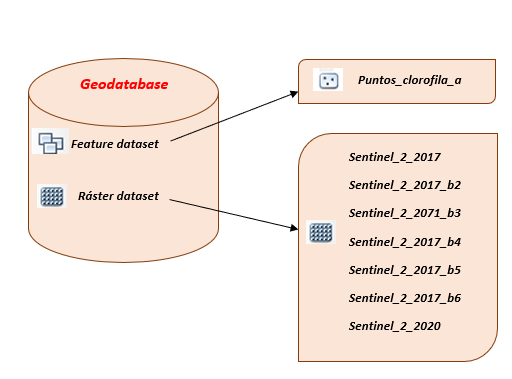 Geodatabase
Feature dataset
Ráster dataset
Puntos_clorofila_a
Sentinel_2_2017
Sentinel_2_2017_b2
Sentinel_2_2071_b3
Sentinel_2_2017_b4
Sentinel_2_2017_b5
Sentinel_2_2017_b6
Sentinel_2_2020